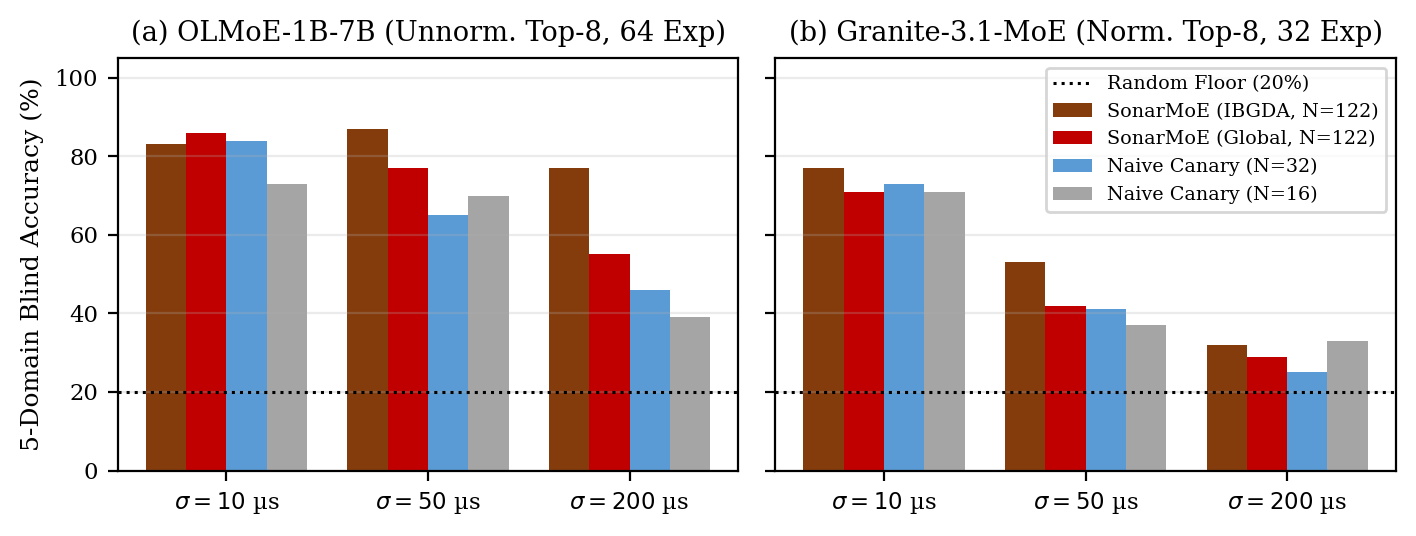 (a) OLMoE-1B-7B (Unnorm. Top-8, 64 Exp)
(b) Granite-3.1-MoE (Norm. Top-8, 32 Exp)
5-Domain Blind Accuracy (%)
100
80
60
40
20
0
σ = 10 µs
σ = 50 µs
σ = 200 µs
σ = 10 µs
σ = 50 µs
σ = 200 µs
Random Floor (20%)
SonarMoE (IBGDA, N=122)
SonarMoE (Global, N=122)
Naive Canary (N=32)
Naive Canary (N=16)